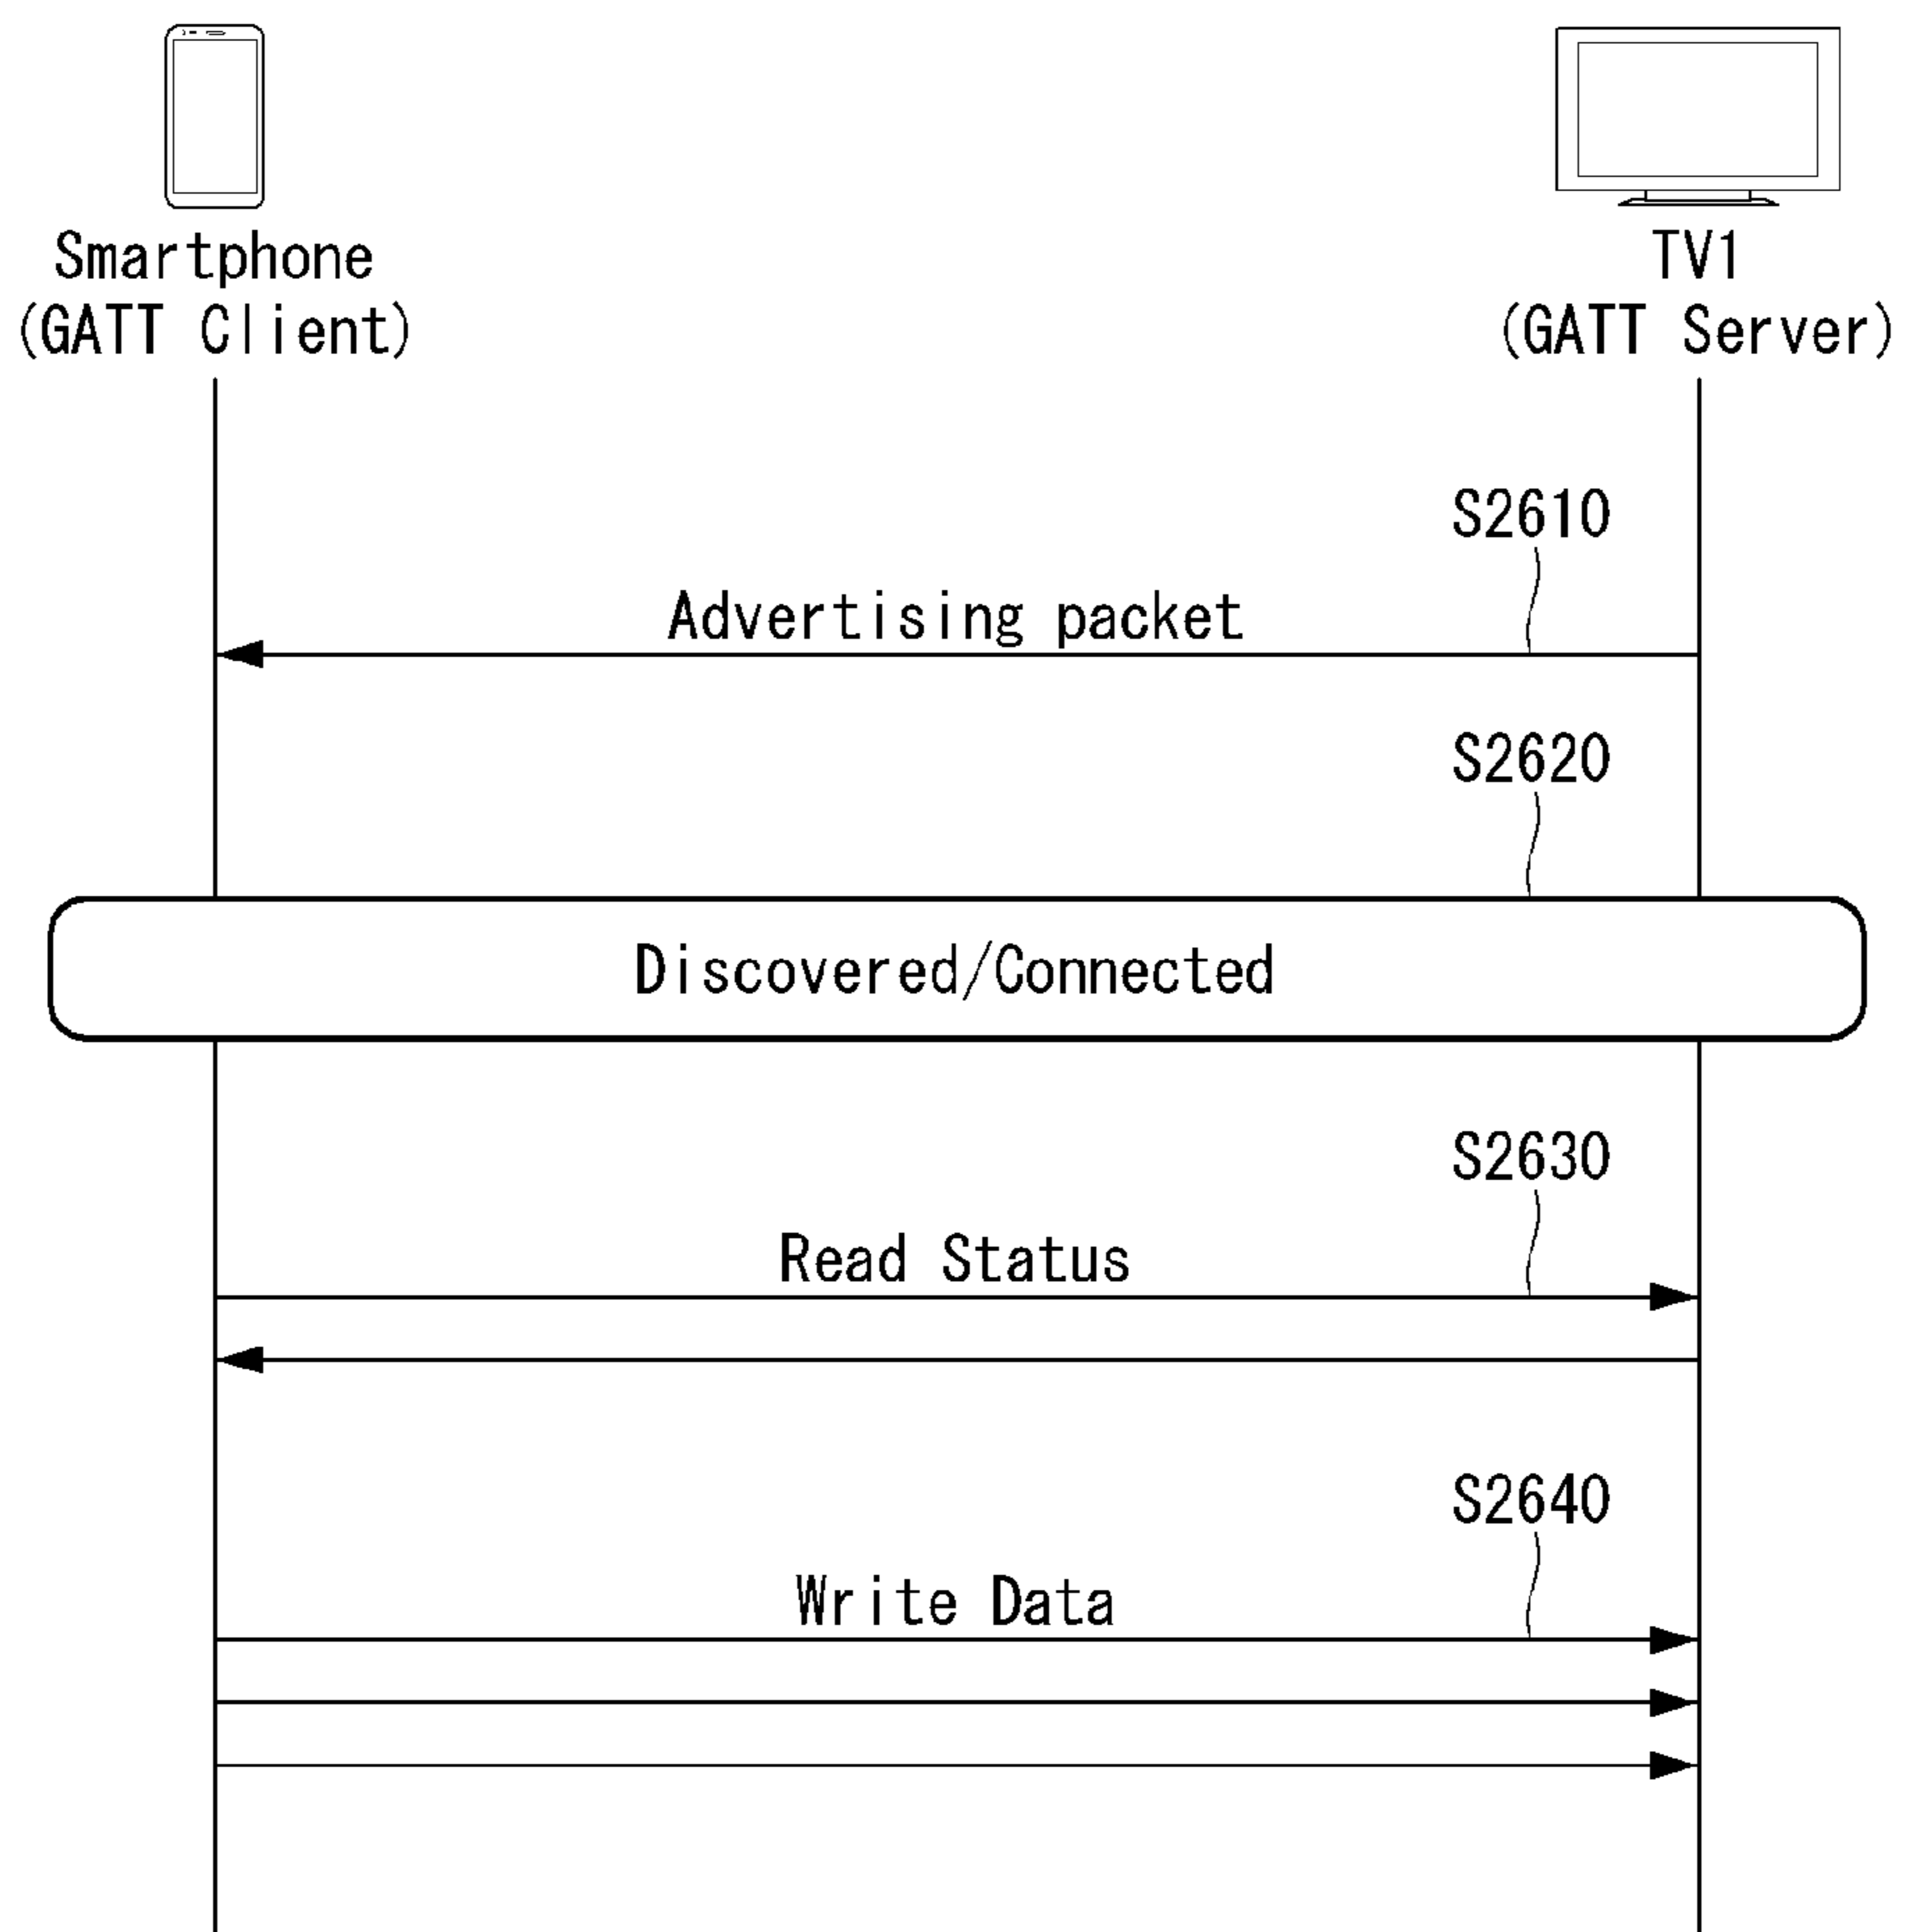 Smartphone
(GATT Client)
TV1
(GATT Server)
S2610
Advertising packet
S2620
Discovered/Connected
S2630
Read Status
S2640
Write Data